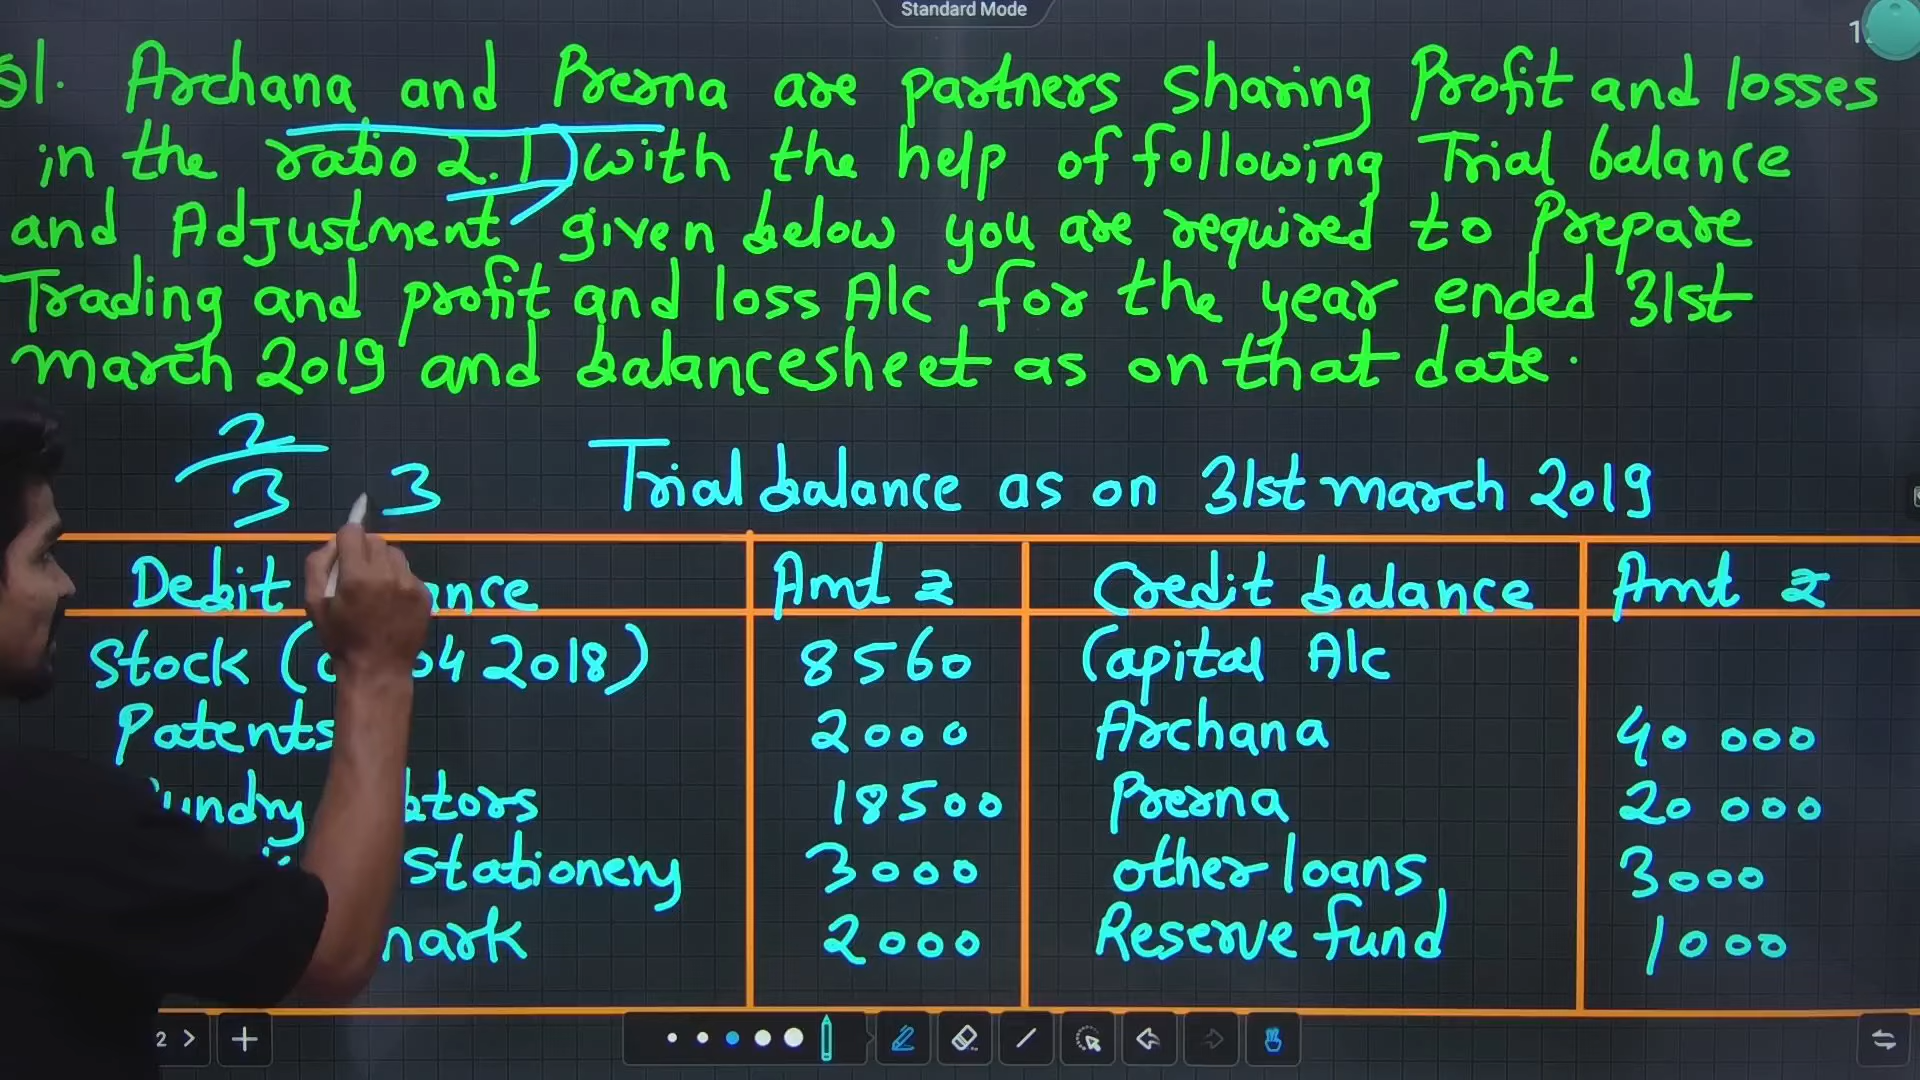 Standard Mode
Q1. Archana and Prerna are partners sharing Profit and losses
in the ratio 2.1 with the help of following Trial balance
and Adjustment given below you are required to Prepare
Trading and profit and loss A/c for the year ended 31st
march 2019 and balancesheet as on that date.
2
3 3
Trial balance as on 31st march 2019
Debit Amt ₹ Credit balance Amt ₹
Stock ( 04 2018) 8560 Capital A/c
Patents 2000 Archana 40 000
18500 Prerna 20 000
Stationery 3000 other loans 3000
2000 Reserve fund 1000
2 > +